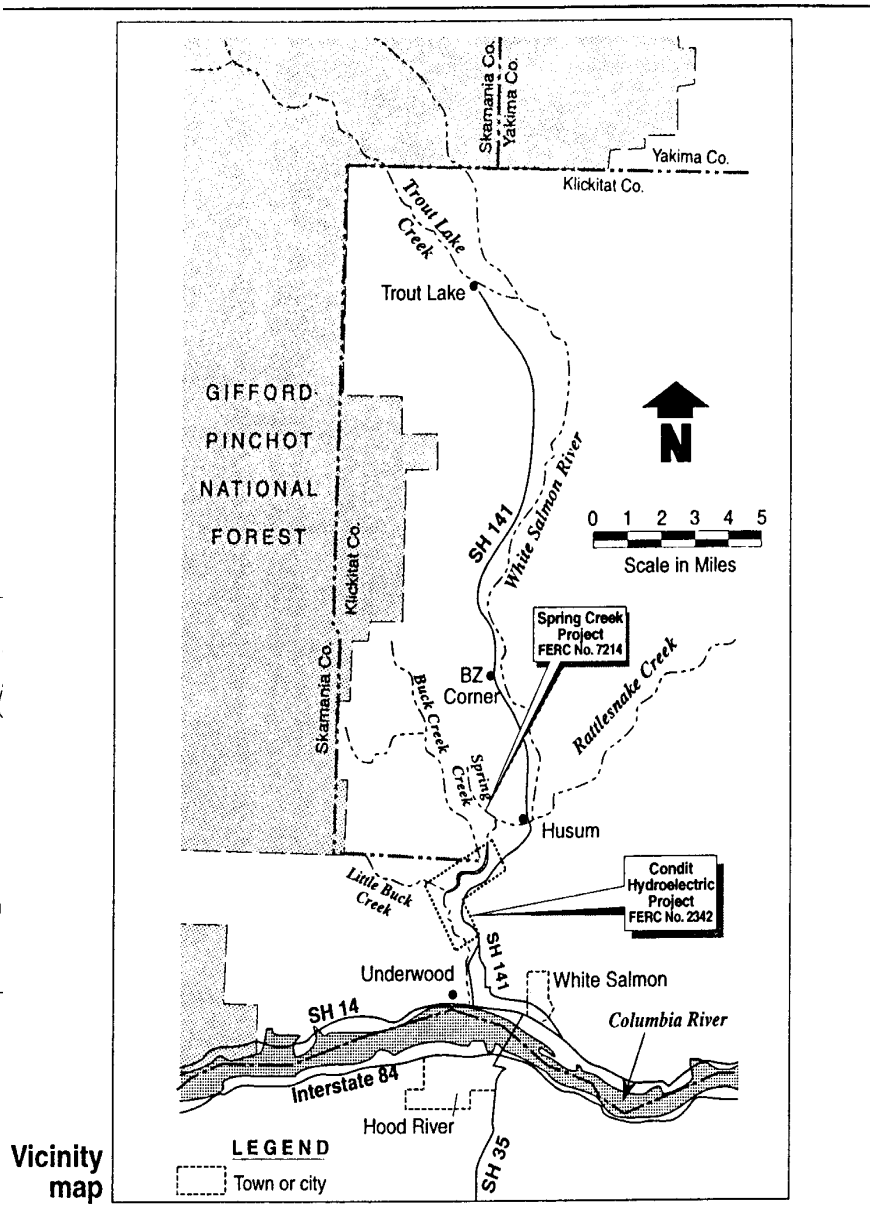 Skamania Co.
Yakima Co.
Yakima Co.
Klickitat Co.
Trout Lake
Creek
Trout Lake
GIFFORD
PINCHOT
NATIONAL
FOREST
N
0 1 2 3 4 5
Scale in Miles
SH 141
White Salmon River
Klickitat Co.
Skamania Co.
Spring Creek
Project
FERC No. 7214
BZ
Corner
Buck Creek
Rattlesnake Creek
Spring
Creek
Husum
Little Buck
Creek
Condit
Hydroelectric
Project
FERC No. 2342
SH 141
Underwood
White Salmon
SH 14
Columbia River
Interstate 84
Hood River
SH 35
LEGEND
Town or city
Vicinity
map